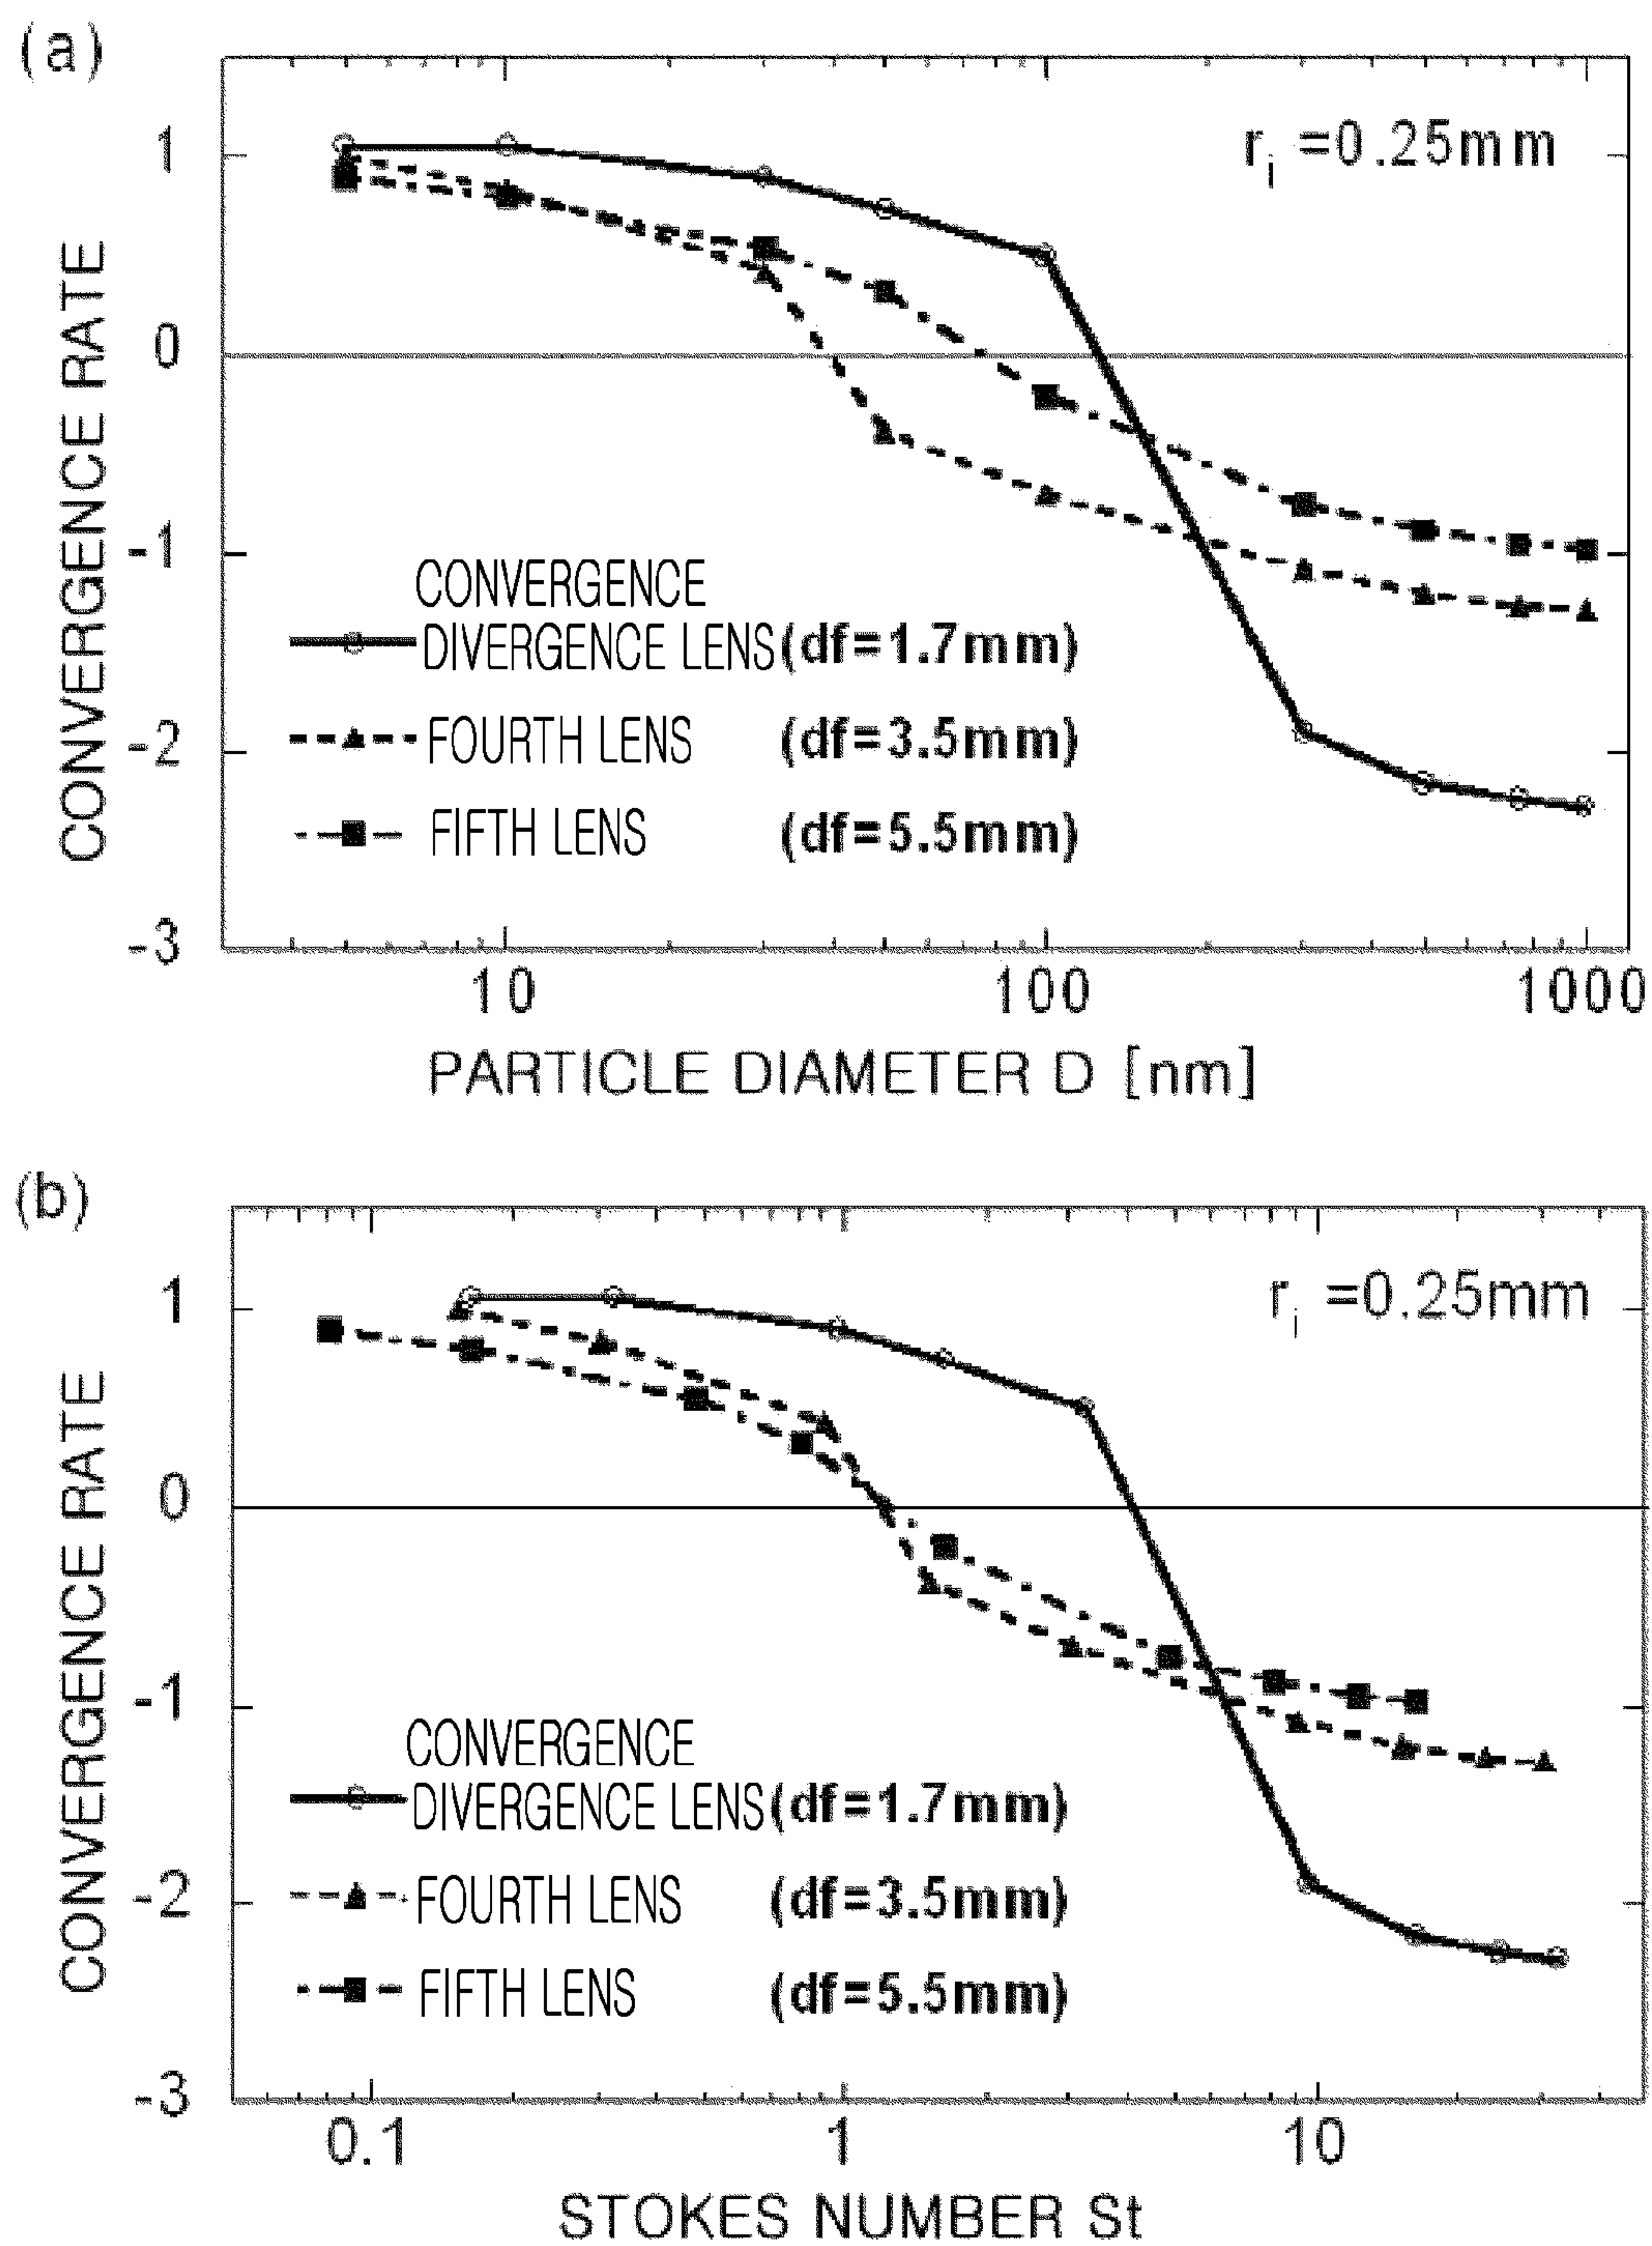 (a)
r_i =0.25mm
1
0
-1
-2
-3
CONVERGENCE RATE
CONVERGENCE
DIVERGENCE LENS (df=1.7mm)
FOURTH LENS (df=3.5mm)
FIFTH LENS (df=5.5mm)
10 100 1000
PARTICLE DIAMETER D [nm]
(b)
r_i =0.25mm
1
0
-1
-2
-3
CONVERGENCE RATE
CONVERGENCE
DIVERGENCE LENS (df=1.7mm)
FOURTH LENS (df=3.5mm)
FIFTH LENS (df=5.5mm)
0.1 1 10
STOKES NUMBER St